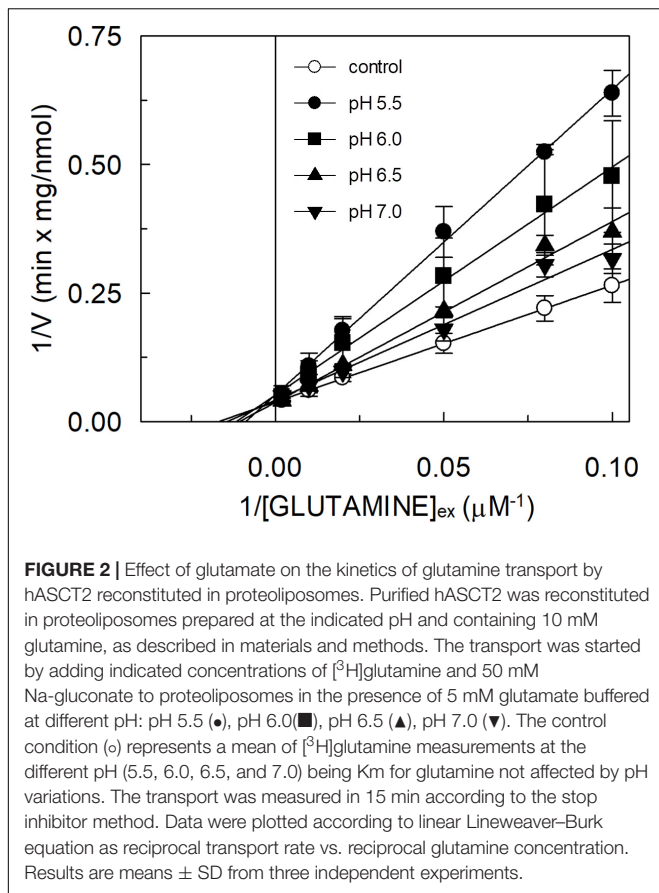 0.75
0.50
0.25
0.00
1/V (min x mg/nmol)
control
pH 5.5
pH 6.0
pH 6.5
pH 7.0
0.00
0.05
0.10
1/[GLUTAMINE]ex (μM-1)
FIGURE 2 | Effect of glutamate on the kinetics of glutamine transport by
hASCT2 reconstituted in proteoliposomes. Purified hASCT2 was reconstituted
in proteoliposomes prepared at the indicated pH and containing 10 mM
glutamine, as described in materials and methods. The transport was started
by adding indicated concentrations of [3H]glutamine and 50 mM
Na-gluconate to proteoliposomes in the presence of 5 mM glutamate buffered
at different pH: pH 5.5 (●), pH 6.0(■), pH 6.5 (▲), pH 7.0 (▼). The control
condition (○) represents a mean of [3H]glutamine measurements at the
different pH (5.5, 6.0, 6.5, and 7.0) being Km for glutamine not affected by pH
variations. The transport was measured in 15 min according to the stop
inhibitor method. Data were plotted according to linear Lineweaver–Burk
equation as reciprocal transport rate vs. reciprocal glutamine concentration.
Results are means ± SD from three independent experiments.